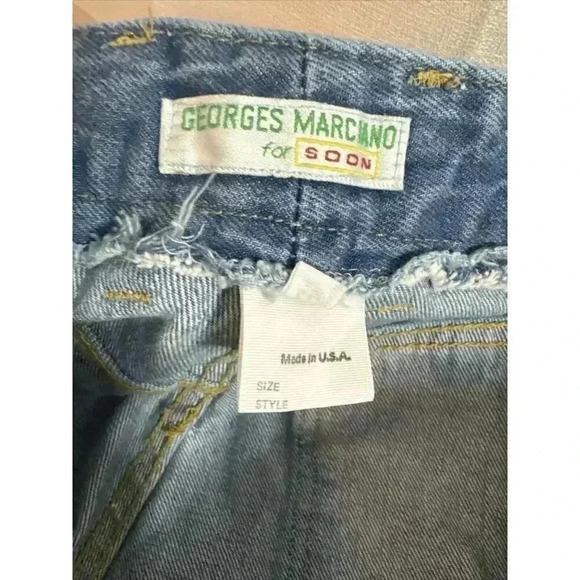 GEORGES MARCIANO
for SOON
Made in U.S.A.
SIZE
STYLE